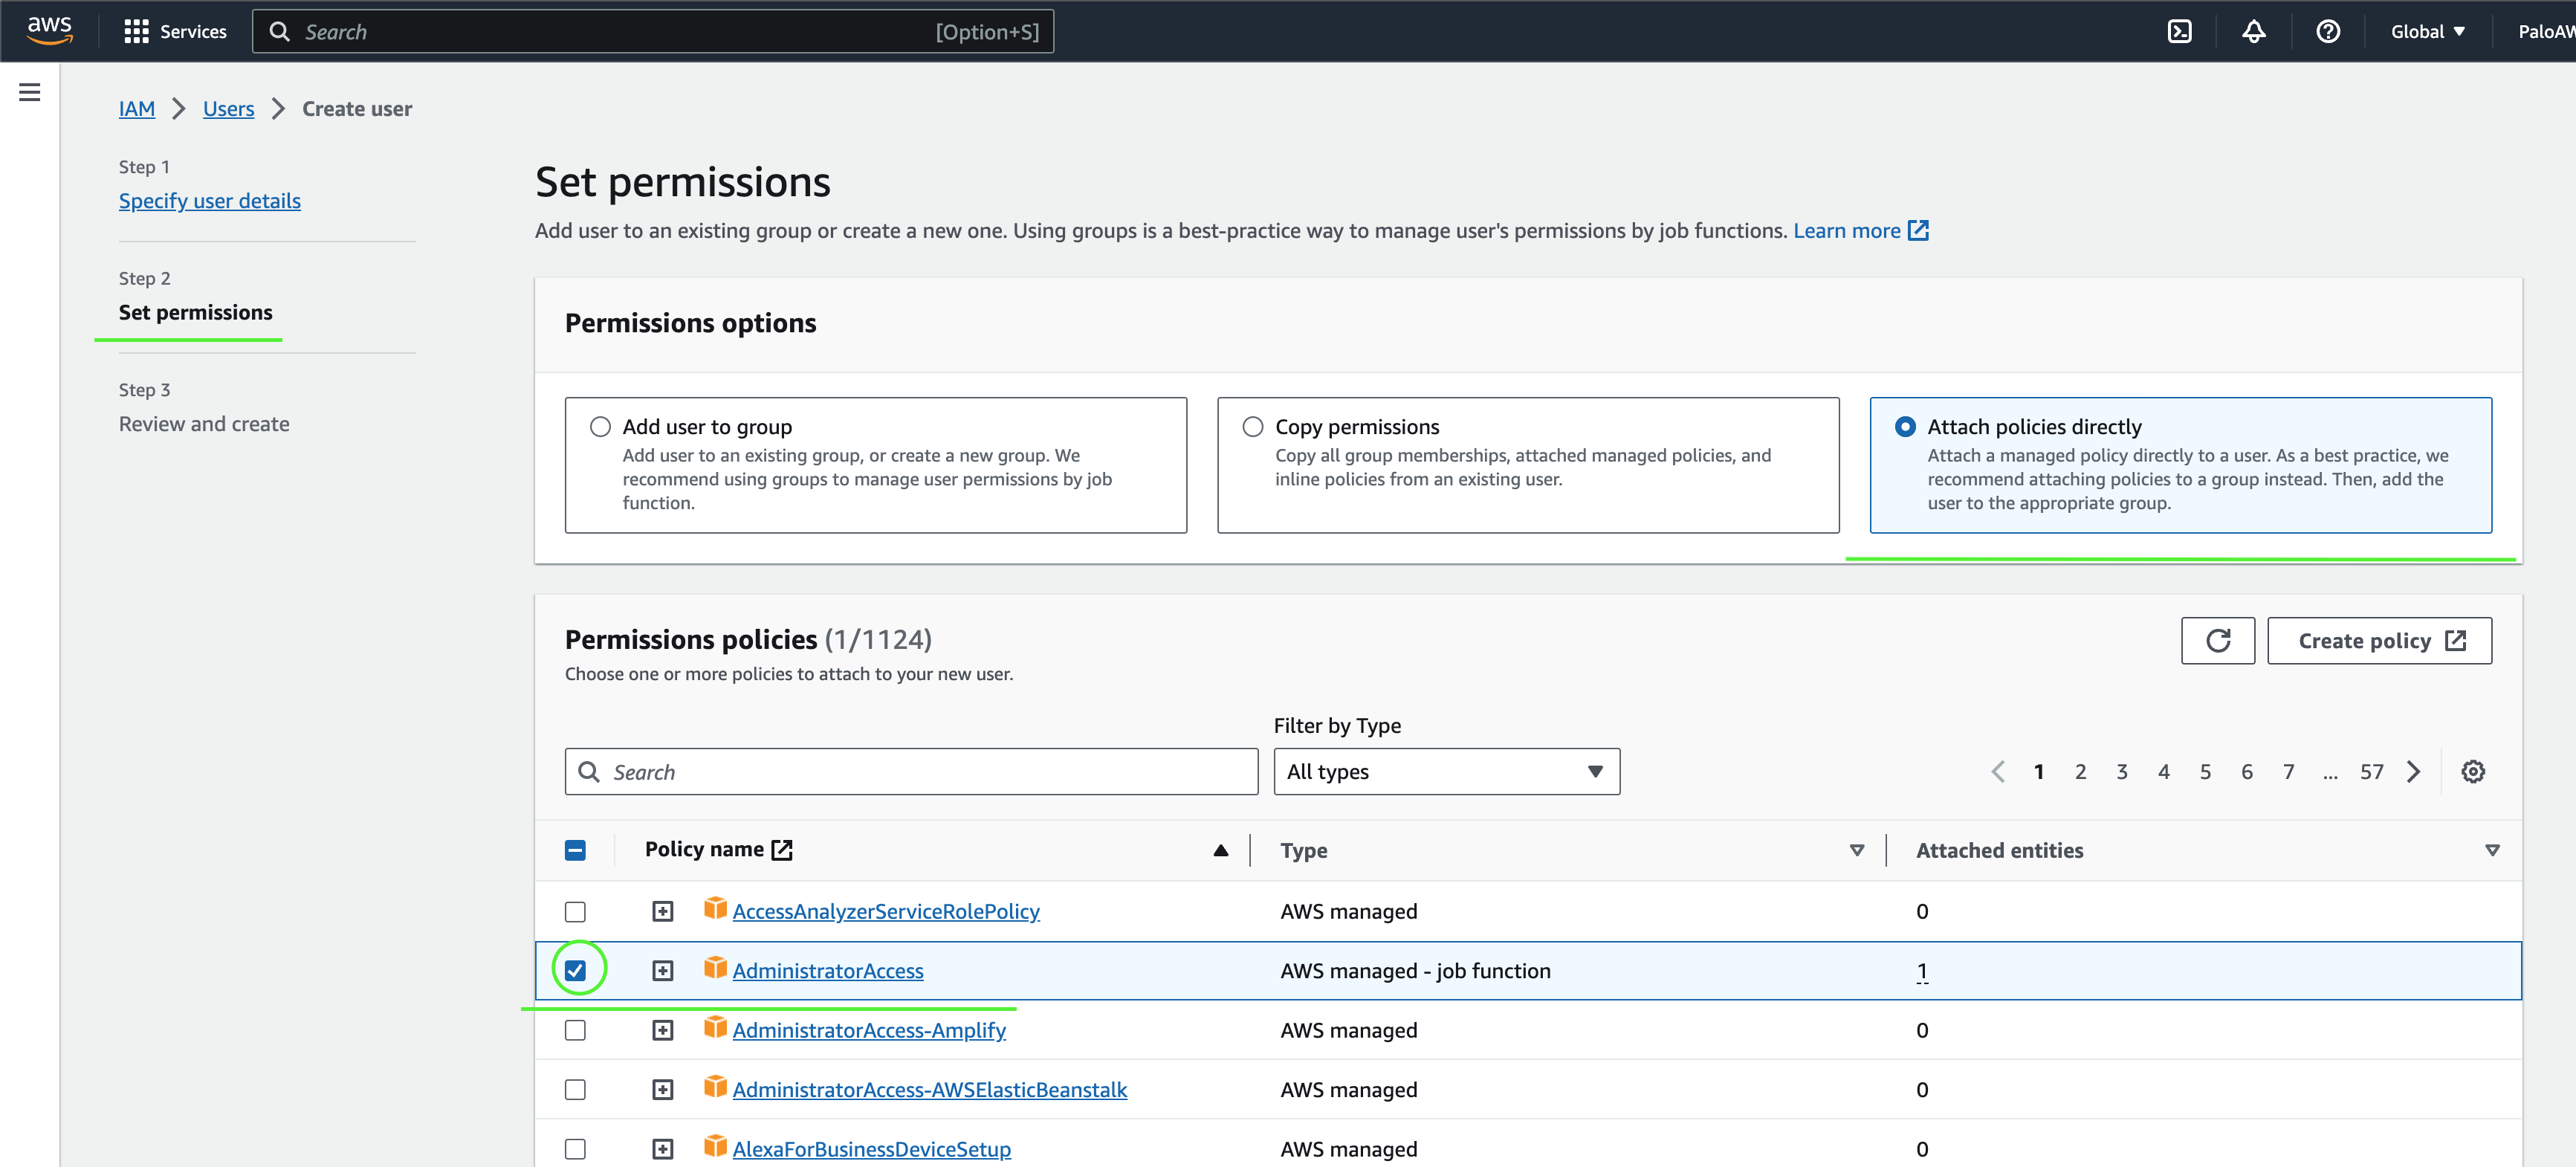 aws
Services
Search
[Option+S]
Global
PaloAW
IAM
Users
Create user
Step 1
Specify user details
Step 2
Set permissions
Step 3
Review and create
Set permissions
Add user to an existing group or create a new one. Using groups is a best-practice way to manage user's permissions by job functions. Learn more
Permissions options
Add user to group
Add user to an existing group, or create a new group. We
recommend using groups to manage user permissions by job
function.
Copy permissions
Copy all group memberships, attached managed policies, and
inline policies from an existing user.
Attach policies directly
Attach a managed policy directly to a user. As a best practice, we
recommend attaching policies to a group instead. Then, add the
user to the appropriate group.
Permissions policies (1/1124)
Choose one or more policies to attach to your new user.
Create policy
Filter by Type
Search
All types
1 2 3 4 5 6 7 ... 57
Policy name Type Attached entities
AccessAnalyzerServiceRolePolicy AWS managed 0
AdministratorAccess AWS managed - job function 1
AdministratorAccess-Amplify AWS managed 0
AdministratorAccess-AWSElasticBeanstalk AWS managed 0
AlexaForBusinessDeviceSetup AWS managed 0